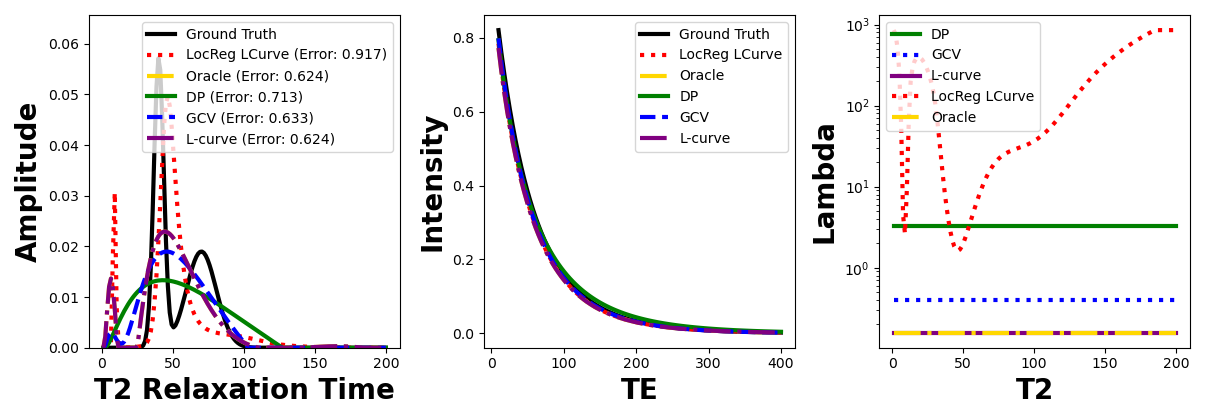 Amplitude
0.06
0.05
0.04
0.03
0.02
0.01
0.00
0
50
100
150
200
T2 Relaxation Time
Ground Truth
LocReg LCurve (Error: 0.917)
Oracle (Error: 0.624)
DP (Error: 0.713)
GCV (Error: 0.633)
L-curve (Error: 0.624)
Intensity
0.8
0.6
0.4
0.2
0.0
0
100
200
300
400
TE
Ground Truth
LocReg LCurve
Oracle
DP
GCV
L-curve
Lambda
10³
10²
10¹
10⁰
0
50
100
150
200
T2
DP
GCV
L-curve
LocReg LCurve
Oracle